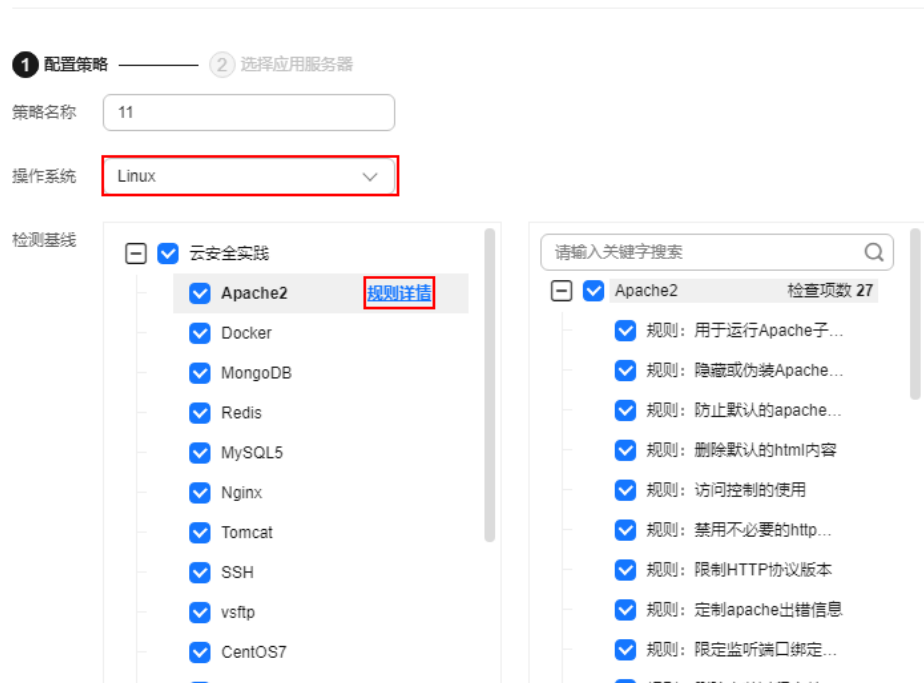 1 配置策略 2 选择应用服务器
策略名称 11
操作系统 Linux
检测基线
云安全实践
Apache2 规则详情
Docker
MongoDB
Redis
MySQL5
Nginx
Tomcat
SSH
vsftp
CentOS7
请输入关键字搜索
Apache2 检查项数 27
规则：用于运行Apache子...
规则：隐藏或伪装Apache...
规则：防止默认的apache...
规则：删除默认的html内容
规则：访问控制的使用
规则：禁用不必要的http...
规则：限制HTTP协议版本
规则：定制apache出错信息
规则：限定监听端口绑定...